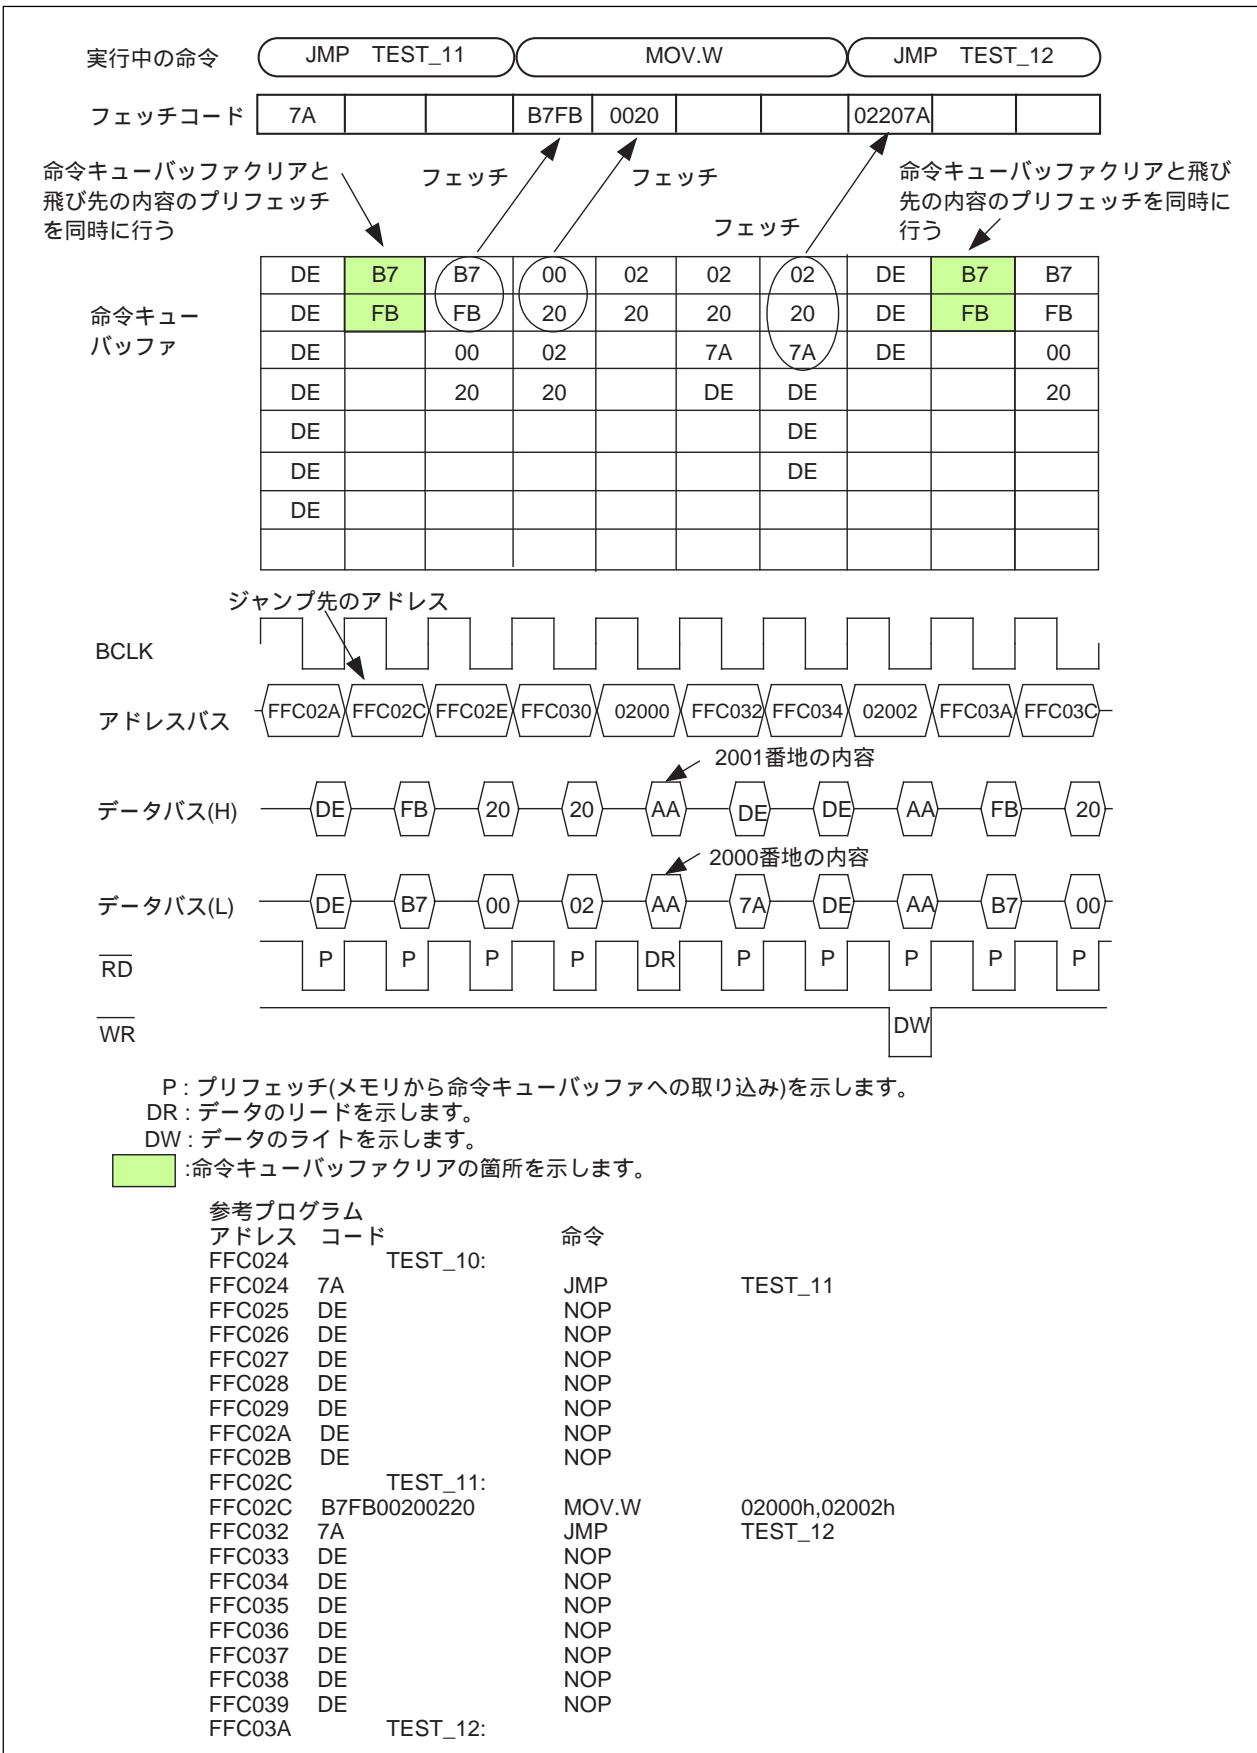 実行中の命令 JMP TEST_11 MOV.W JMP TEST_12
フェッチコード 7A B7FB 0020 02207A
命令キューバッファクリアと
飛び先の内容のプリフェッチ
を同時に行う
フェッチ
フェッチ
フェッチ
命令キューバッファクリアと飛び
先の内容のプリフェッチを同時に
行う
命令キュー
バッファ
DE B7 B7 00 02 02 02 DE B7 B7
DE FB FB 20 20 20 20 DE FB FB
DE 00 02 7A 7A DE 00
DE 20 20 DE DE 20
DE DE
DE DE
DE
ジャンプ先のアドレス
BCLK
アドレスバス FFC02A FFC02C FFC02E FFC030 02000 FFC032 FFC034 02002 FFC03A FFC03C
2001番地の内容
データバス(H) DE FB 20 20 AA DE DE AA FB 20
2000番地の内容
データバス(L) DE B7 00 02 AA 7A DE AA B7 00
RD P P P P DR P P P P P
WR DW
P : プリフェッチ(メモリから命令キューバッファへの取り込み)を示します。
DR : データのリードを示します。
DW : データのライトを示します。
:命令キューバッファクリアの箇所を示します。
参考プログラム
アドレス コード 命令
FFC024 TEST_10:
FFC024 7A JMP TEST_11
FFC025 DE NOP
FFC026 DE NOP
FFC027 DE NOP
FFC028 DE NOP
FFC029 DE NOP
FFC02A DE NOP
FFC02B DE NOP
FFC02C TEST_11:
FFC02C B7FB00200220 MOV.W 02000h,02002h
FFC032 7A JMP TEST_12
FFC033 DE NOP
FFC034 DE NOP
FFC035 DE NOP
FFC036 DE NOP
FFC037 DE NOP
FFC038 DE NOP
FFC039 DE NOP
FFC03A TEST_12: